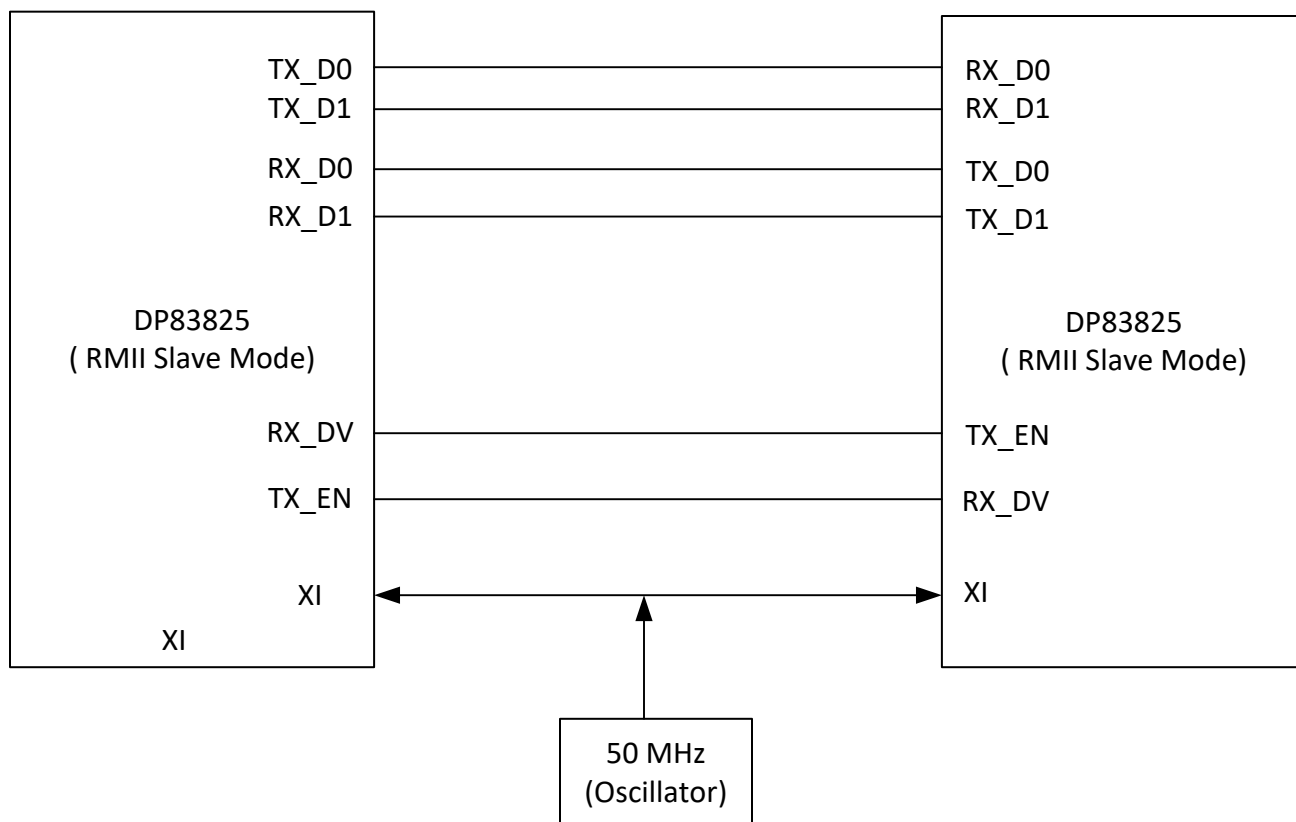 TX_D0
TX_D1
RX_D0
RX_D1
DP83825
( RMII Slave Mode)
RX_DV
TX_EN
XI
XI
RX_D0
RX_D1
TX_D0
TX_D1
DP83825
( RMII Slave Mode)
TX_EN
RX_DV
XI
50 MHz
(Oscillator)